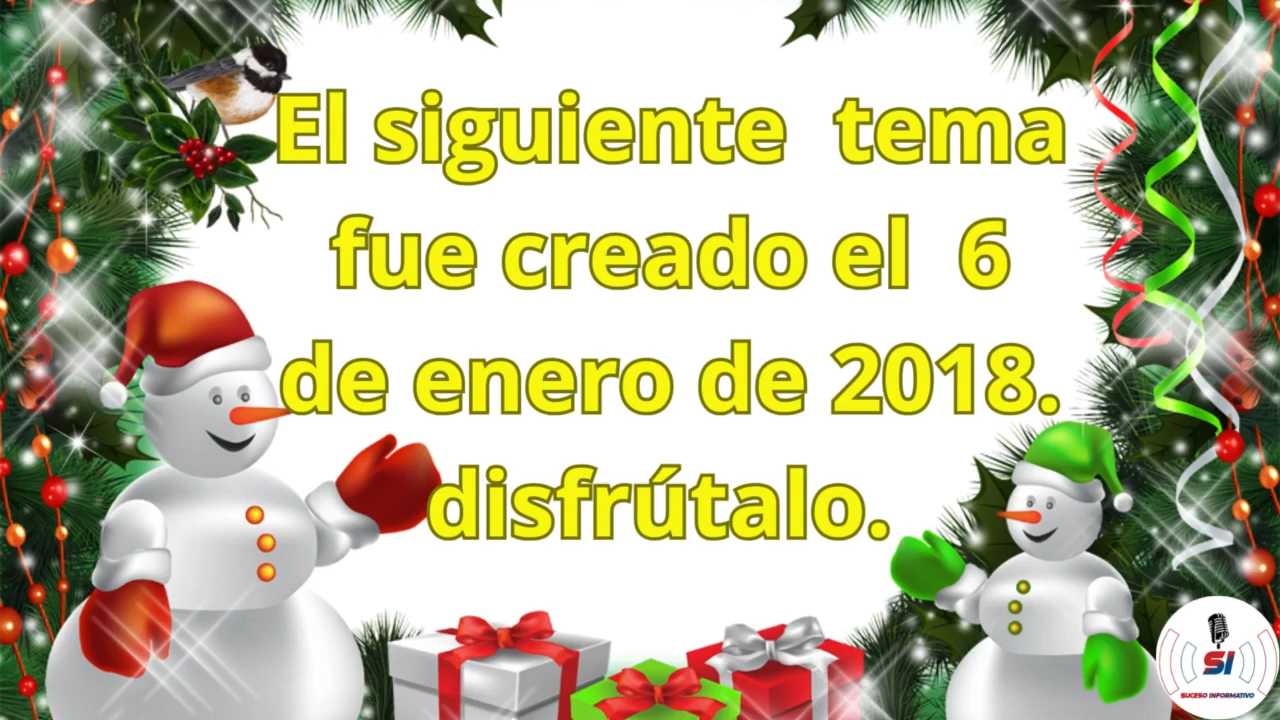 El siguiente tema
fue creado el 6
de enero de 2018.
disfrútalo.
SI
SUCESO INFORMATIVO